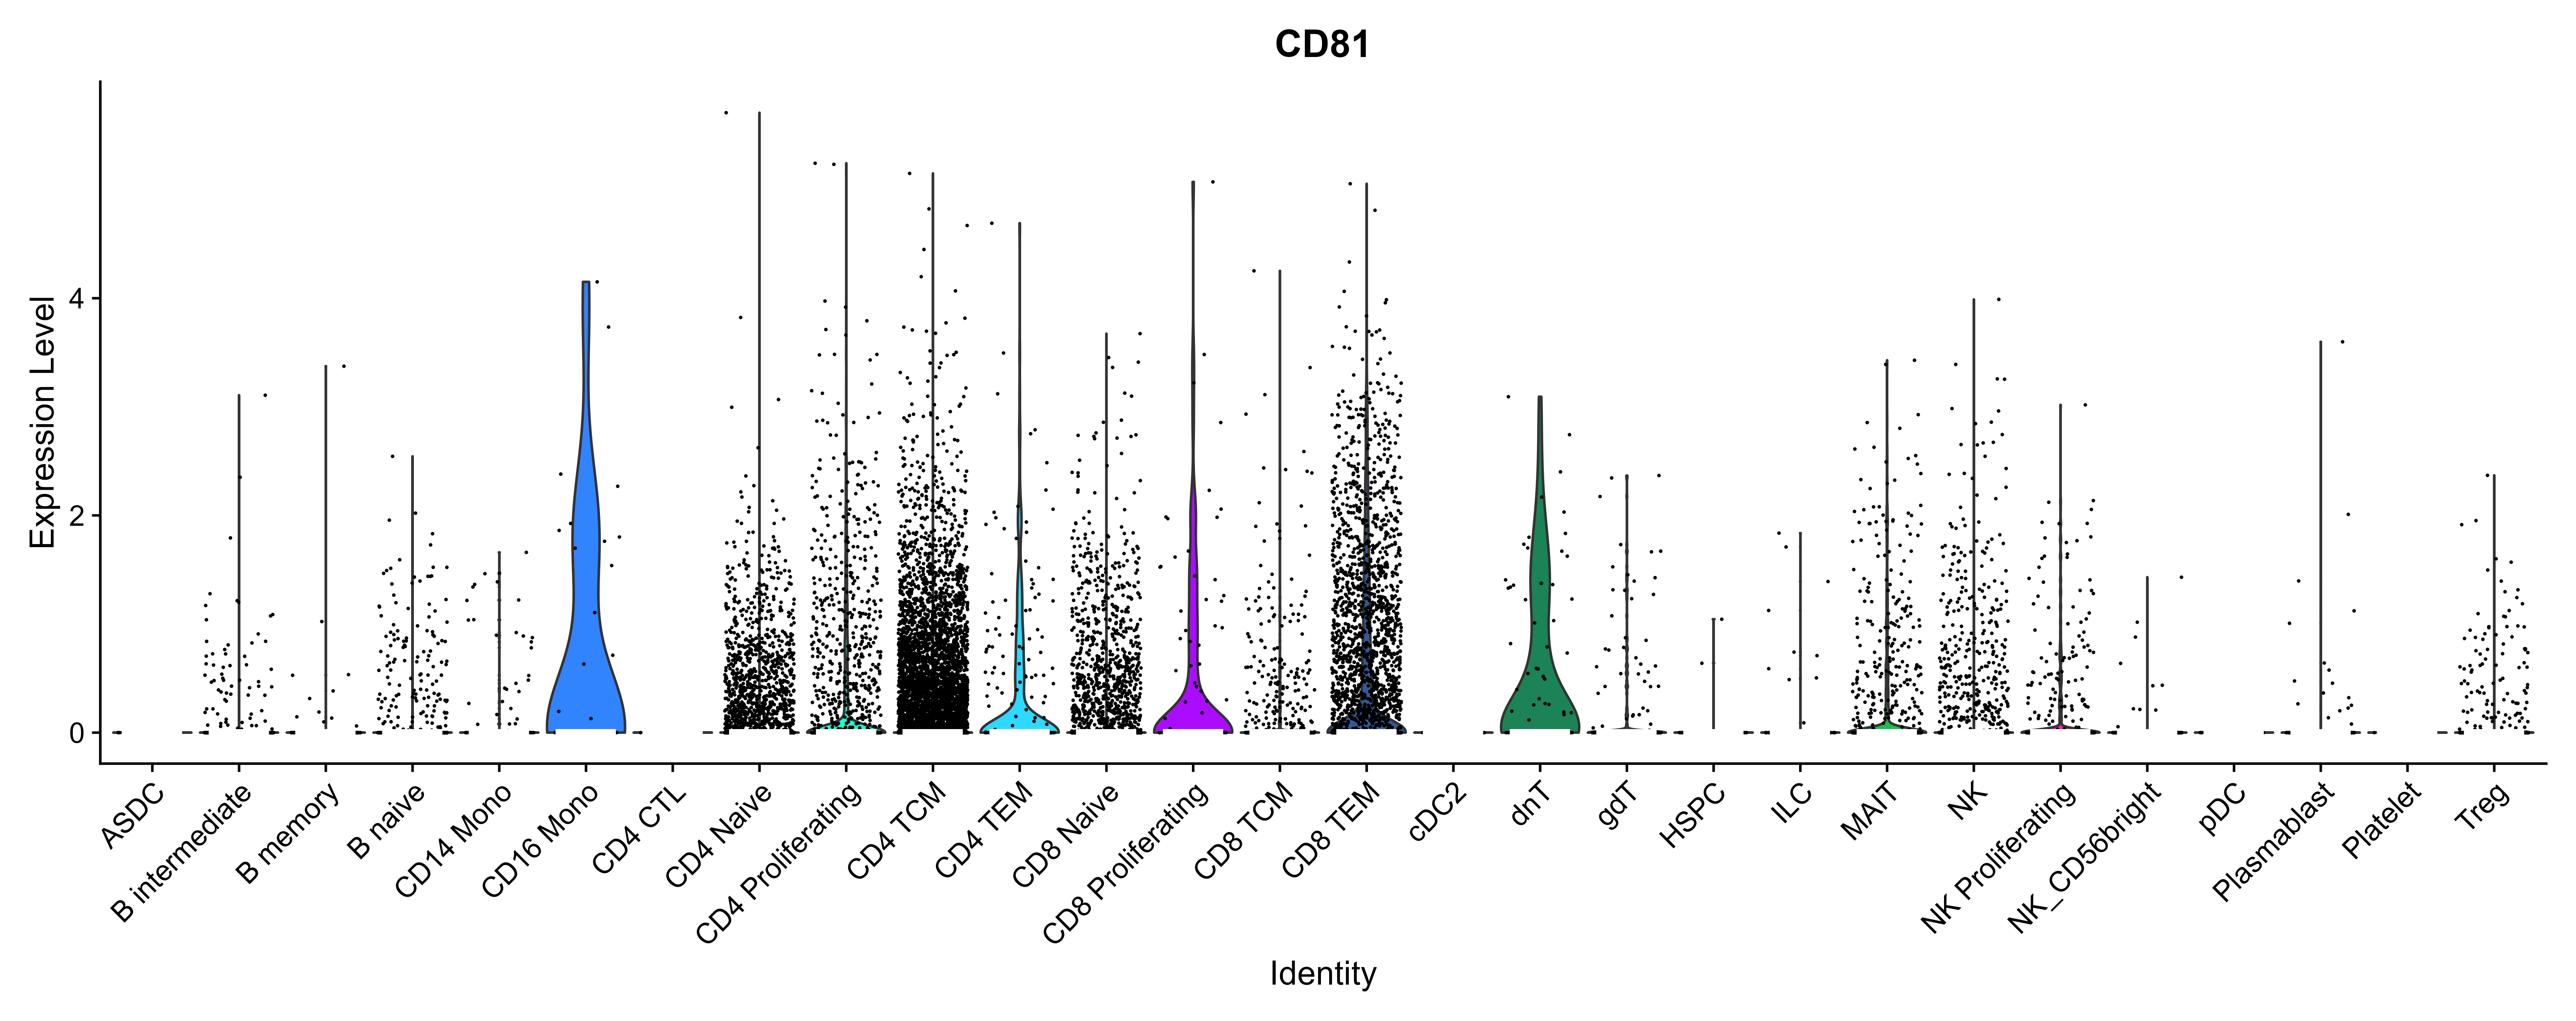 CD81
Expression Level
4
2
0
ASDC
B intermediate
B memory
B naive
CD14 Mono
CD16 Mono
CD4 CTL
CD4 Naive
CD4 Proliferating
CD4 TCM
CD4 TEM
CD8 Naive
CD8 Proliferating
CD8 TCM
CD8 TEM
cDC2
dnT
gdT
HSPC
ILC
MAIT
NK
NK Proliferating
NK_CD56bright
pDC
Plasmablast
Platelet
Treg
Identity